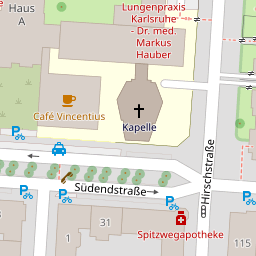 Haus
A
Lungenpraxis
Karlsruhe
- Dr. med.
Markus
Hauber
Café Vincentius
Kapelle
Hirschstraße
Südendstraße
31
Spitzwegapotheke
115